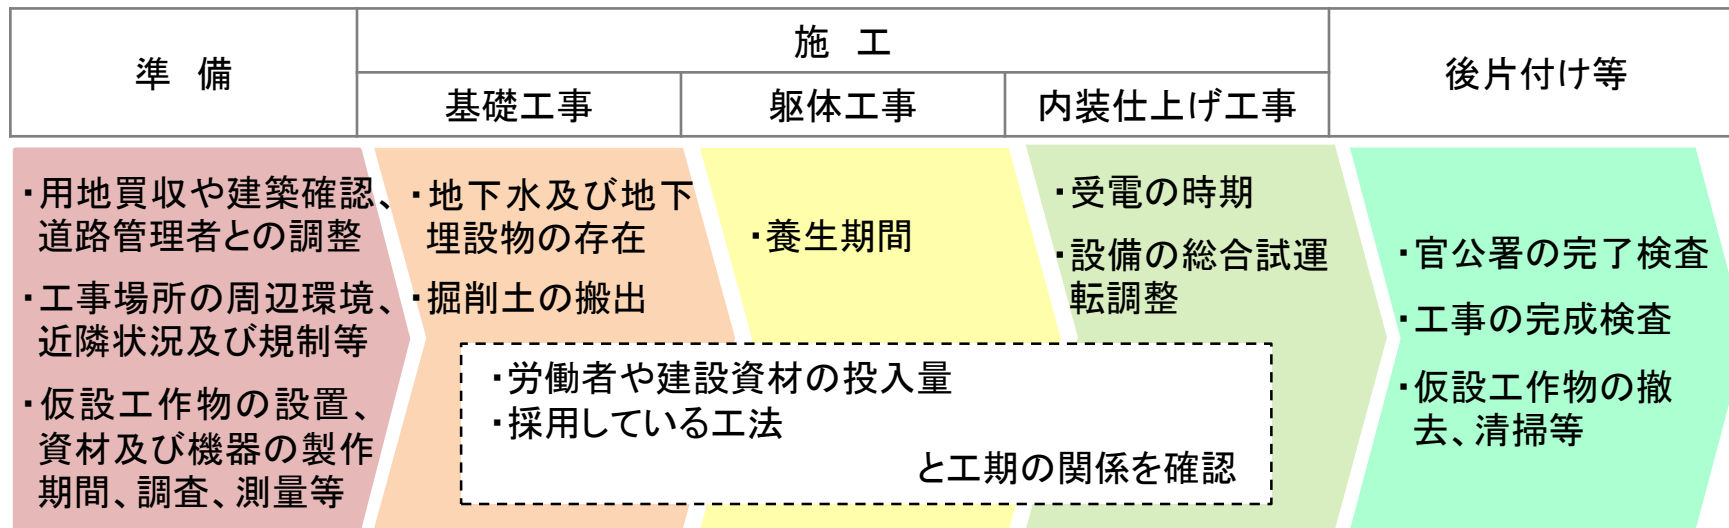 準 備
施 工
後片付け等
基礎工事
躯体工事
内装仕上げ工事
・用地買収や建築確認、
道路管理者との調整
・工事場所の周辺環境、
近隣状況及び規制等
・仮設工作物の設置、
資材及び機器の製作
期間、調査、測量等
・地下水及び地下
埋設物の存在
・掘削土の搬出
・養生期間
・受電の時期
・設備の総合試運
転調整
・労働者や建設資材の投入量
・採用している工法
と工期の関係を確認
・官公署の完了検査
・工事の完成検査
・仮設工作物の撤
去、清掃等